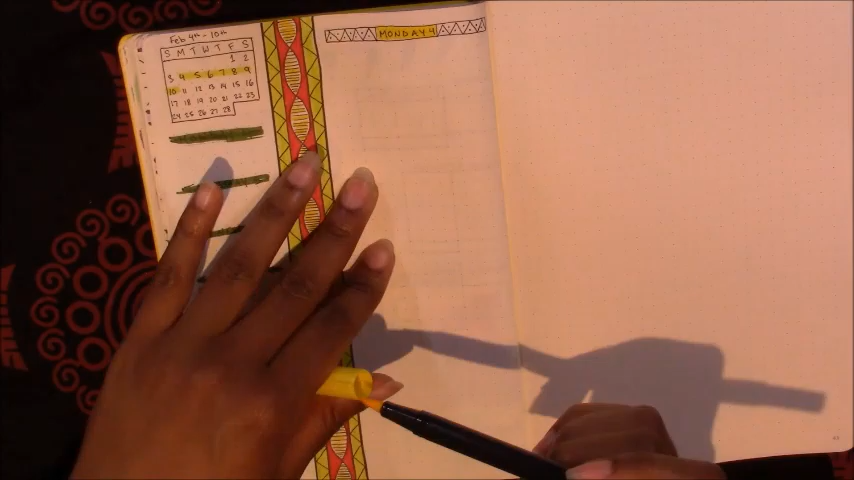 Feb 4th - 10th
S M T W T F S
1 2
3 4 5 6 7 8 9
10 11 12 13 14 15 16
17 18 19 20 21 22 23
24 25 26 27 28
MONDAY 4